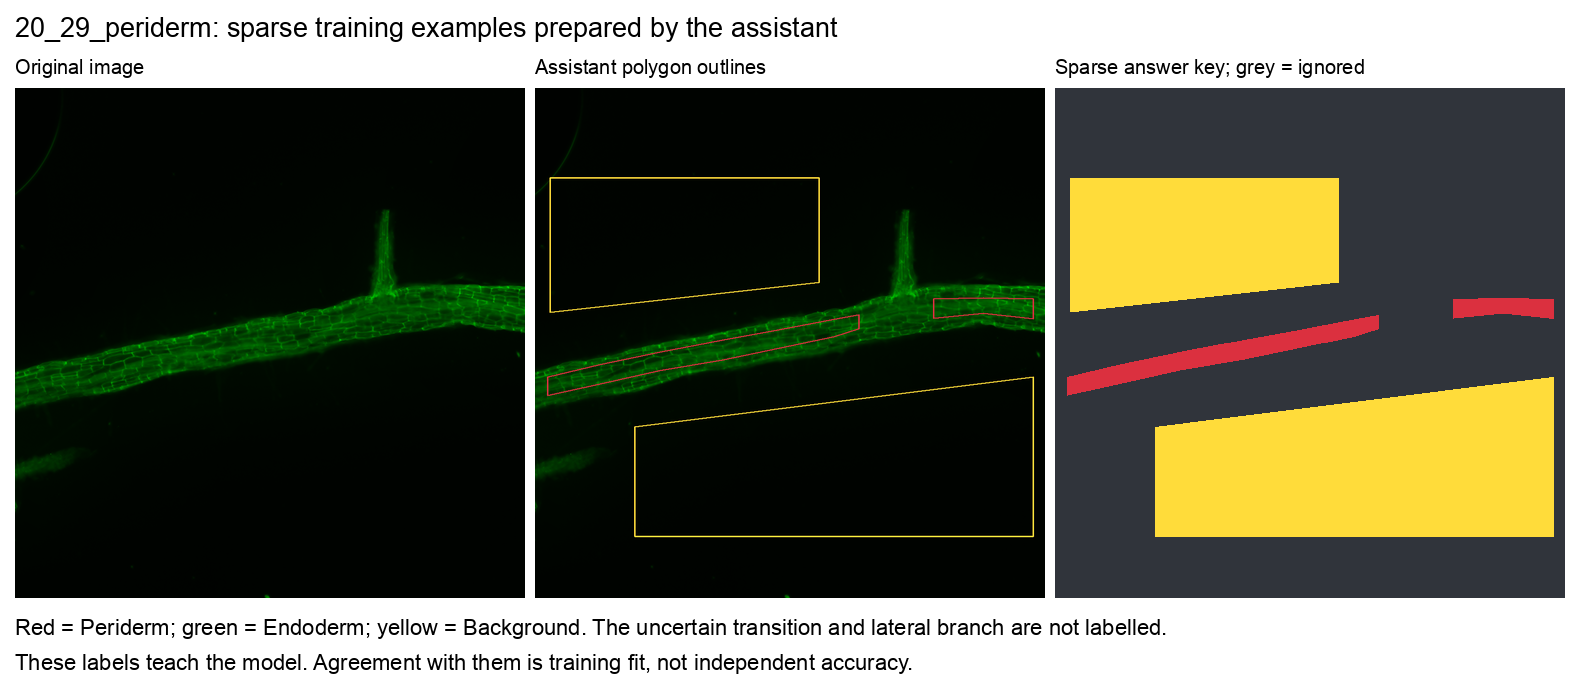 20_29_periderm: sparse training examples prepared by the assistant
Original image
Assistant polygon outlines
Sparse answer key; grey = ignored
Red = Periderm; green = Endoderm; yellow = Background. The uncertain transition and lateral branch are not labelled.
These labels teach the model. Agreement with them is training fit, not independent accuracy.